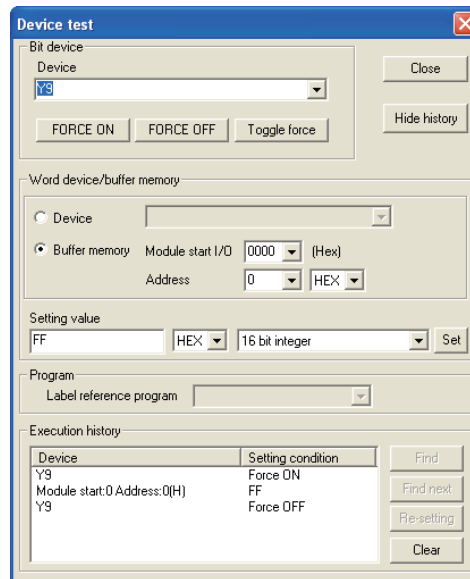 Device test
Bit device
Device
Y9
Close
FORCE ON FORCE OFF Toggle force
Hide history
Word device/buffer memory
Device
Buffer memory Module start I/O 0000 (Hex)
Address 0 HEX
Setting value
FF HEX 16 bit integer Set
Program
Label reference program
Execution history
Device Setting condition
Y9 Force ON
Module start:0 Address:0(H) FF
Y9 Force OFF
Find
Find next
Re-setting
Clear